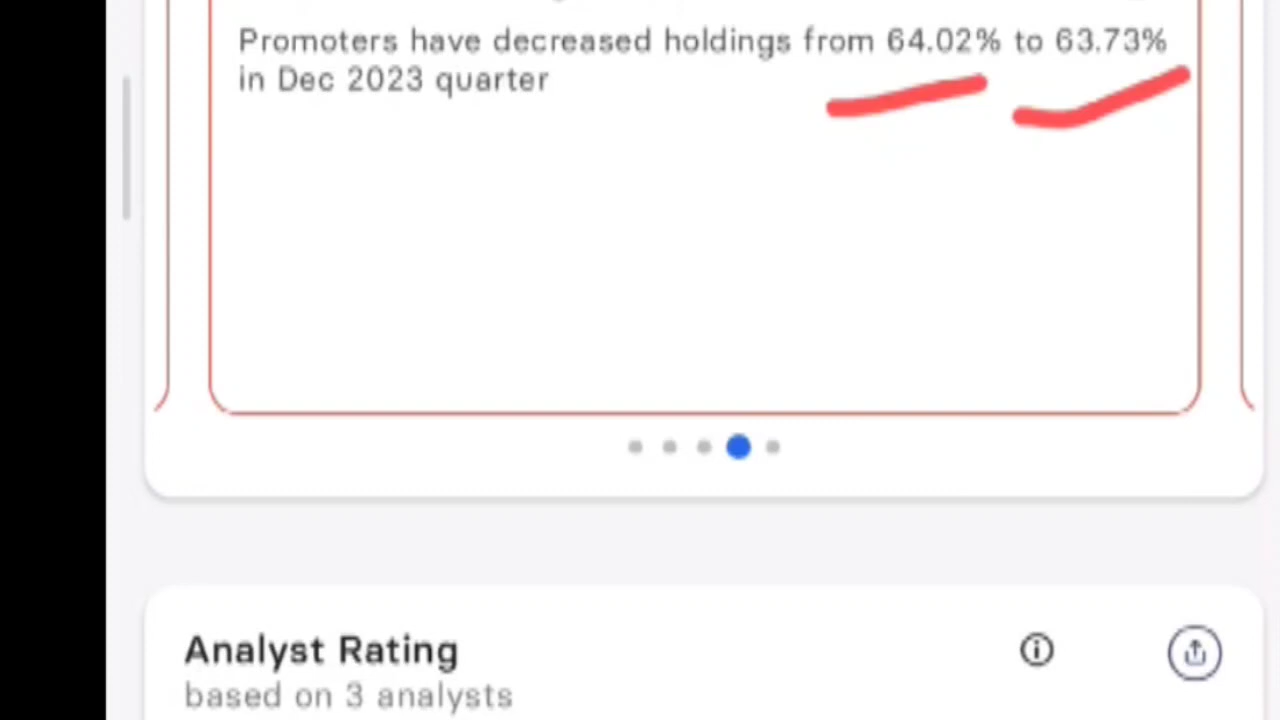 Promoters have decreased holdings from 64.02% to 63.73%
in Dec 2023 quarter
Analyst Rating
based on 3 analysts